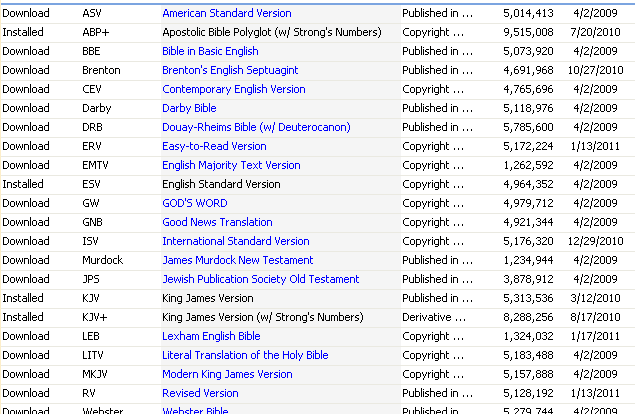 Download ASV American Standard Version Published in ... 5,014,413 4/2/2009
Installed ABP+ Apostolic Bible Polyglot (w/ Strong's Numbers) Copyright ... 9,515,008 7/20/2010
Download BBE Bible in Basic English Published in ... 5,073,920 4/2/2009
Download Brenton Brenton's English Septuagint Published in ... 4,691,968 10/27/2010
Download CEV Contemporary English Version Copyright ... 4,765,696 4/2/2009
Download Darby Darby Bible Published in ... 5,118,976 4/2/2009
Download DRB Douay-Rheims Bible (w/ Deuterocanon) Published in ... 5,785,600 4/2/2009
Download ERV Easy-to-Read Version Copyright ... 5,172,224 1/13/2011
Download EMTV English Majority Text Version Copyright ... 1,262,592 4/2/2009
Installed ESV English Standard Version Copyright ... 4,964,352 4/2/2009
Download GW GOD'S WORD Copyright ... 4,979,712 4/2/2009
Download GNB Good News Translation Copyright ... 4,921,344 4/2/2009
Download ISV International Standard Version Copyright ... 5,176,320 12/29/2010
Download Murdock James Murdock New Testament Published in ... 1,234,944 4/2/2009
Download JPS Jewish Publication Society Old Testament Published in ... 3,878,912 4/2/2009
Installed KJV King James Version Published in ... 5,313,536 3/12/2010
Installed KJV+ King James Version (w/ Strong's Numbers) Derivative ... 8,288,256 8/17/2010
Download LEB Lexham English Bible Copyright ... 1,324,032 1/17/2011
Download LITV Literal Translation of the Holy Bible Copyright ... 5,183,488 4/2/2009
Download MKJV Modern King James Version Copyright ... 5,157,888 4/2/2009
Download RV Revised Version Published in ... 5,128,192 1/13/2011
Download Webster Webster Bible Published in ... 5,279,744 4/2/2009